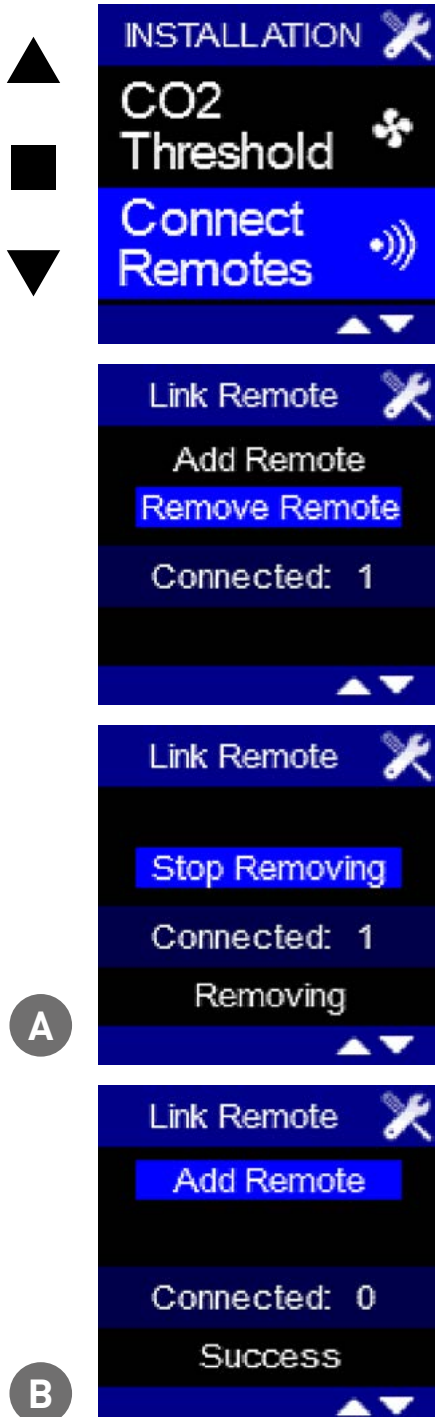 INSTALLATION
CO2
Threshold
Connect
Remotes
Link Remote
Add Remote
Remove Remote
Connected: 1
Link Remote
Stop Removing
Connected: 1
Removing
A
Link Remote
Add Remote
Connected: 0
Success
B